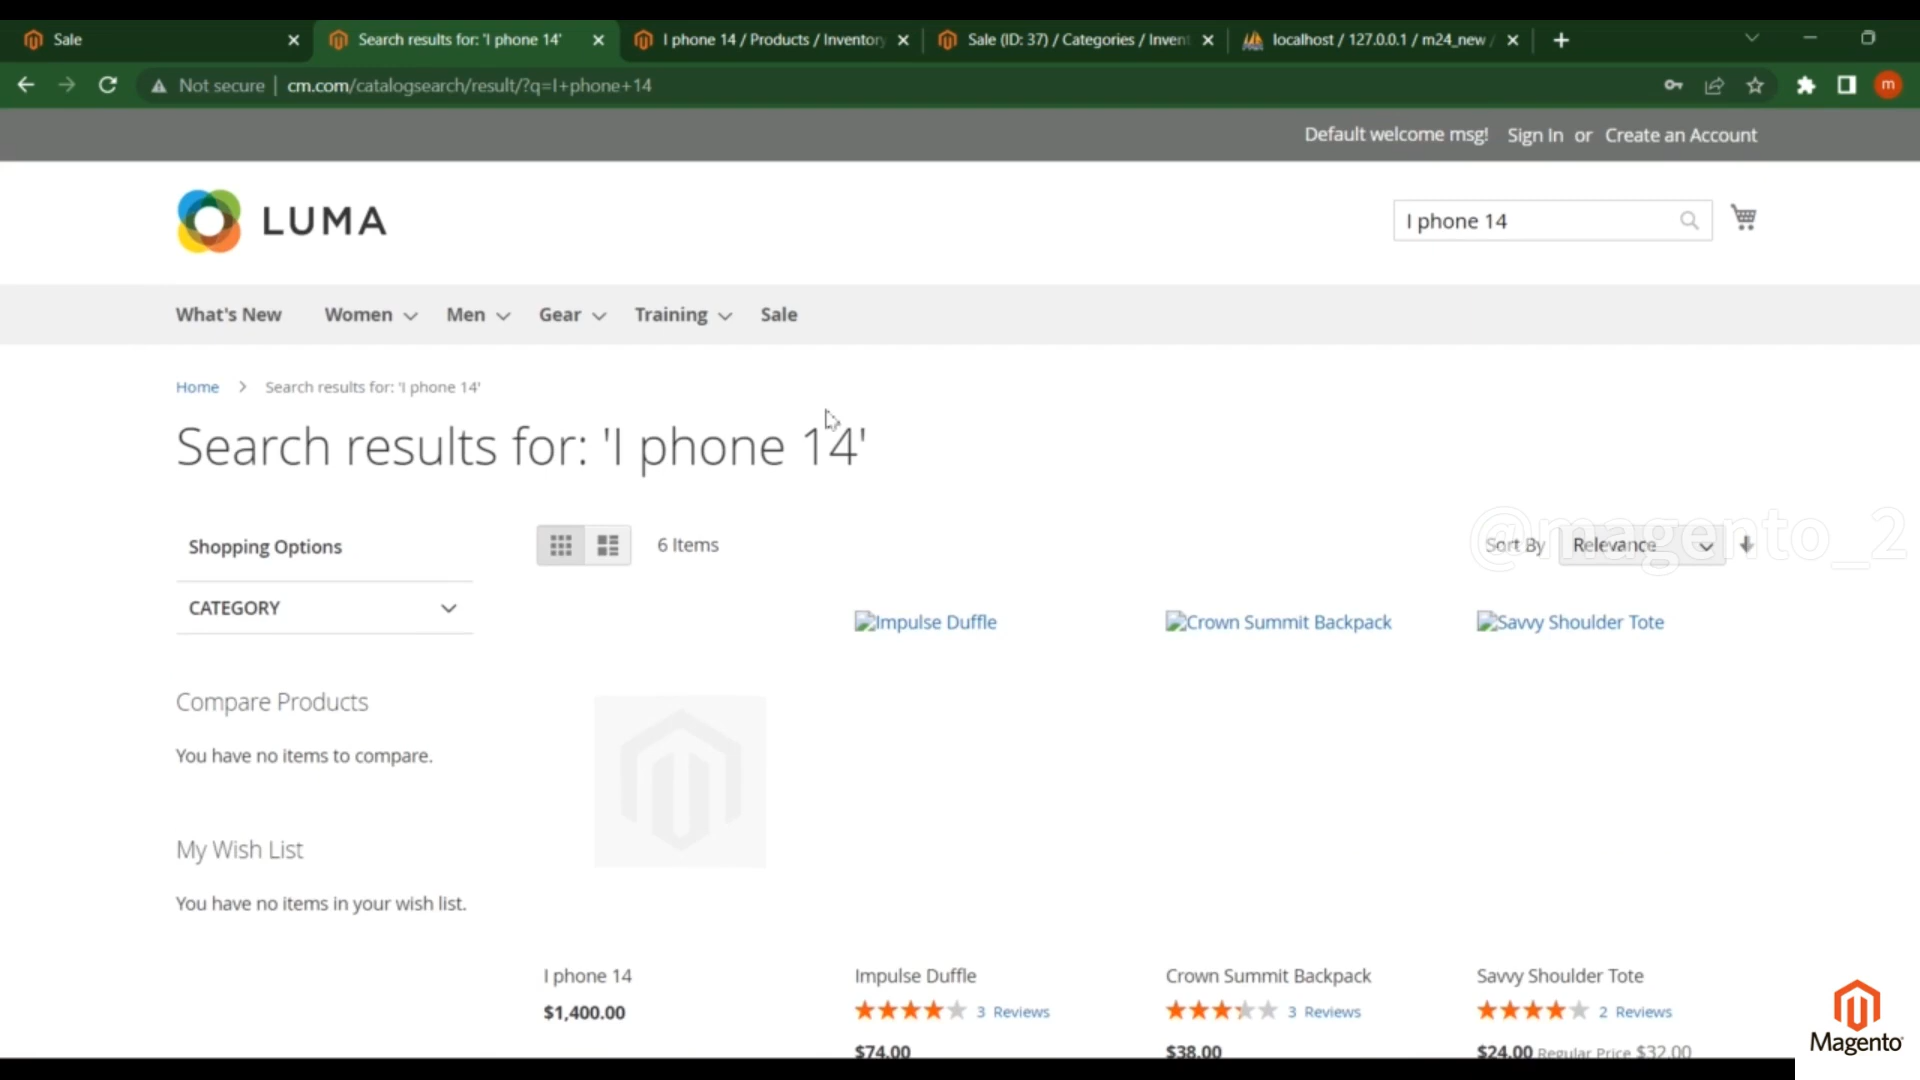 Sale
Search results for: 'I phone 14'
I phone 14 / Products / Inventory
Sale (ID: 37) / Categories / Invent
localhost / 127.0.0.1 / m24_new /
Not secure
cm.com/catalogsearch/result/?q=I+phone+14
m
Default welcome msg! Sign In or Create an Account
LUMA
I phone 14
What's New Women Men Gear Training Sale
Home > Search results for: 'I phone 14'
Search results for: 'I phone 14'
Shopping Options
6 Items
Sort By Relevance
@magento_2
CATEGORY
Impulse Duffle
Crown Summit Backpack
Savvy Shoulder Tote
Compare Products
You have no items to compare.
My Wish List
You have no items in your wish list.
I phone 14
$1,400.00
Impulse Duffle
3 Reviews
$74.00
Crown Summit Backpack
3 Reviews
$38.00
Savvy Shoulder Tote
2 Reviews
$24.00 Regular Price $32.00
Magento